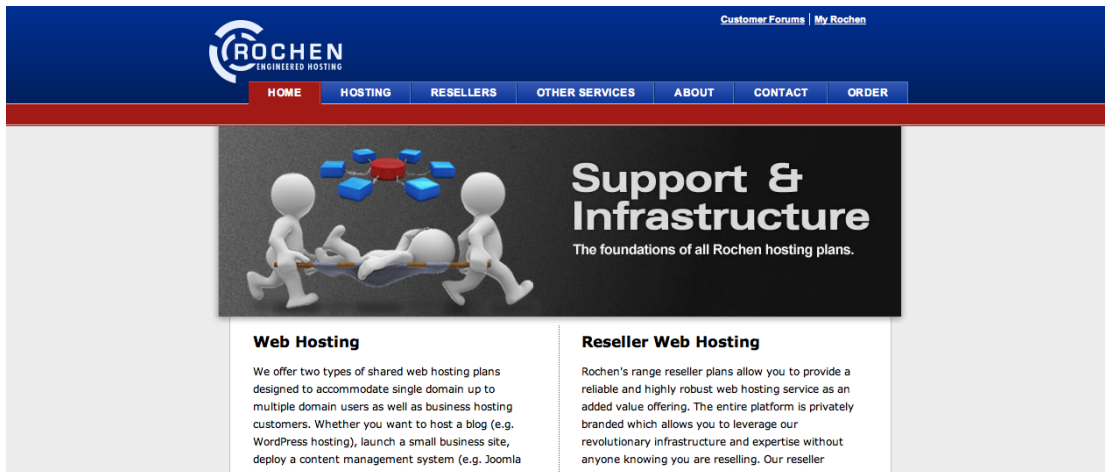 Customer Forums | My Rochen
ROCHEN
ENGINEERED HOSTING
HOME HOSTING RESELLERS OTHER SERVICES ABOUT CONTACT ORDER
Support &
Infrastructure
The foundations of all Rochen hosting plans.
Web Hosting
We offer two types of shared web hosting plans
designed to accommodate single domain up to
multiple domain users as well as business hosting
customers. Whether you want to host a blog (e.g.
WordPress hosting), launch a small business site,
deploy a content management system (e.g. Joomla
Reseller Web Hosting
Rochen's range reseller plans allow you to provide a
reliable and highly robust web hosting service as an
added value offering. The entire platform is privately
branded which allows you to leverage our
revolutionary infrastructure and expertise without
anyone knowing you are reselling. Our reseller